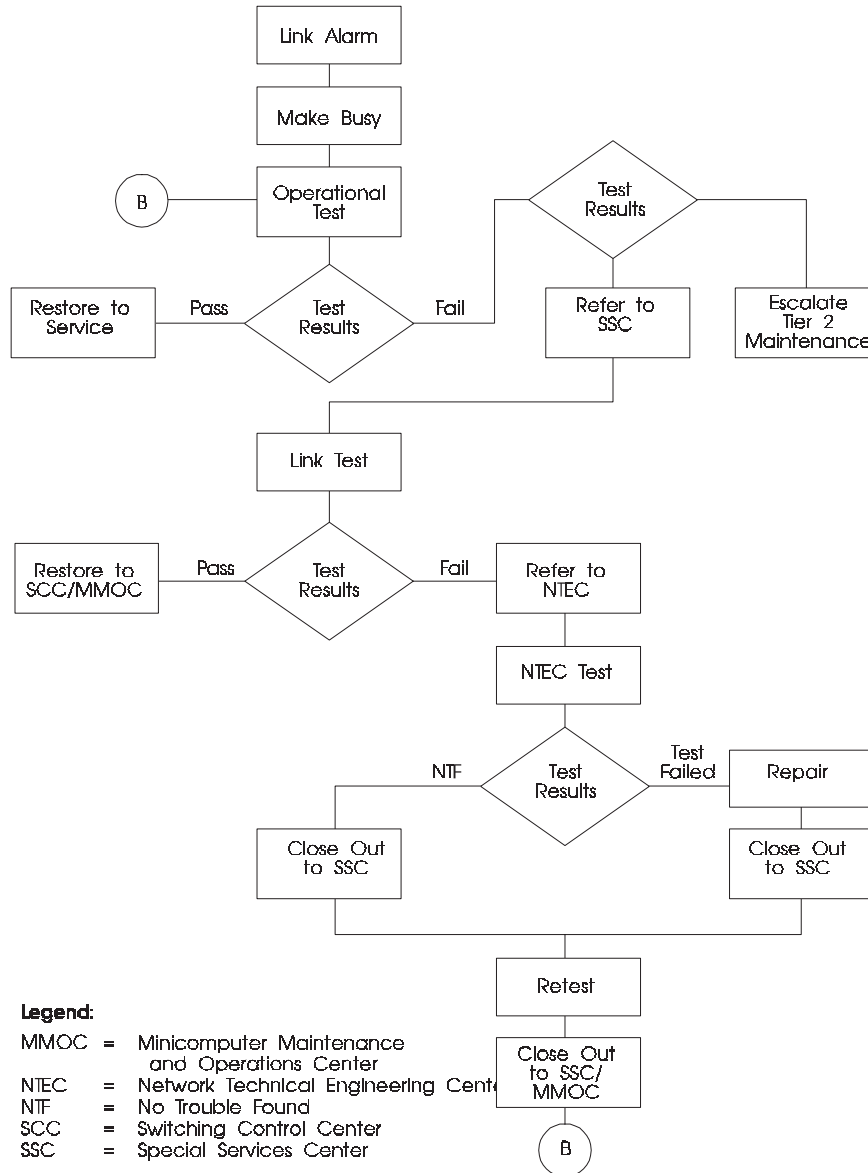 Link Alarm
Make Busy
B
Operational
Test
Test
Results
Restore to
Service
Pass
Test
Results
Fail
Refer to
SSC
Escalate
Tier 2
Maintenance
Link Test
Restore to
SCC/MMOC
Pass
Test
Results
Fail
Refer to
NTEC
NTEC Test
NTF
Test
Results
Test
Failed
Repair
Close Out
to SSC
Close Out
to SSC
Retest
Close Out
to SSC/
MMOC
B
Legend:
MMOC = Minicomputer Maintenance
and Operations Center
NTEC = Network Technical Engineering Cente
NTF = No Trouble Found
SCC = Switching Control Center
SSC = Special Services Center